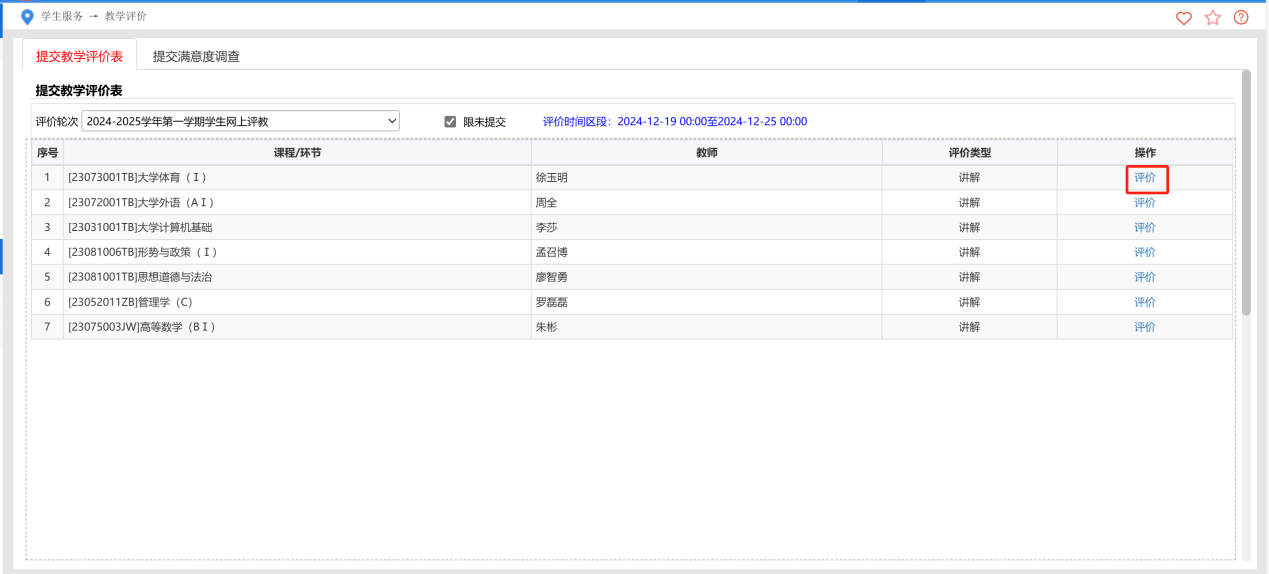 学生服务 → 教学评价
提交教学评价表 提交满意度调查
提交教学评价表
评价轮次 2024-2025学年第一学期学生网上评教 限未提交 评价时间区段：2024-12-19 00:00至2024-12-25 00:00
序号 课程/环节 教师 评价类型 操作
1 [23073001TB]大学体育（Ⅰ） 徐玉明 讲解 评价
2 [23072001TB]大学外语（AⅠ） 周全 讲解 评价
3 [23031001TB]大学计算机基础 李莎 讲解 评价
4 [23081006TB]形势与政策（Ⅰ） 孟召博 讲解 评价
5 [23081001TB]思想道德与法治 廖智勇 讲解 评价
6 [23052011ZB]管理学（C） 罗磊磊 讲解 评价
7 [23075003JW]高等数学（BⅠ） 朱彬 讲解 评价